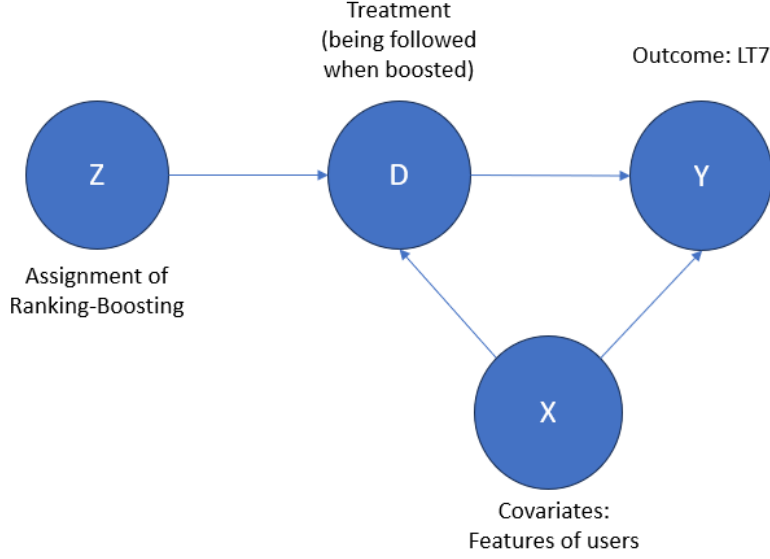 Treatment
(being followed
when boosted)
Outcome: LT7
Z
D
Y
Assignment of
Ranking-Boosting
X
Covariates:
Features of users